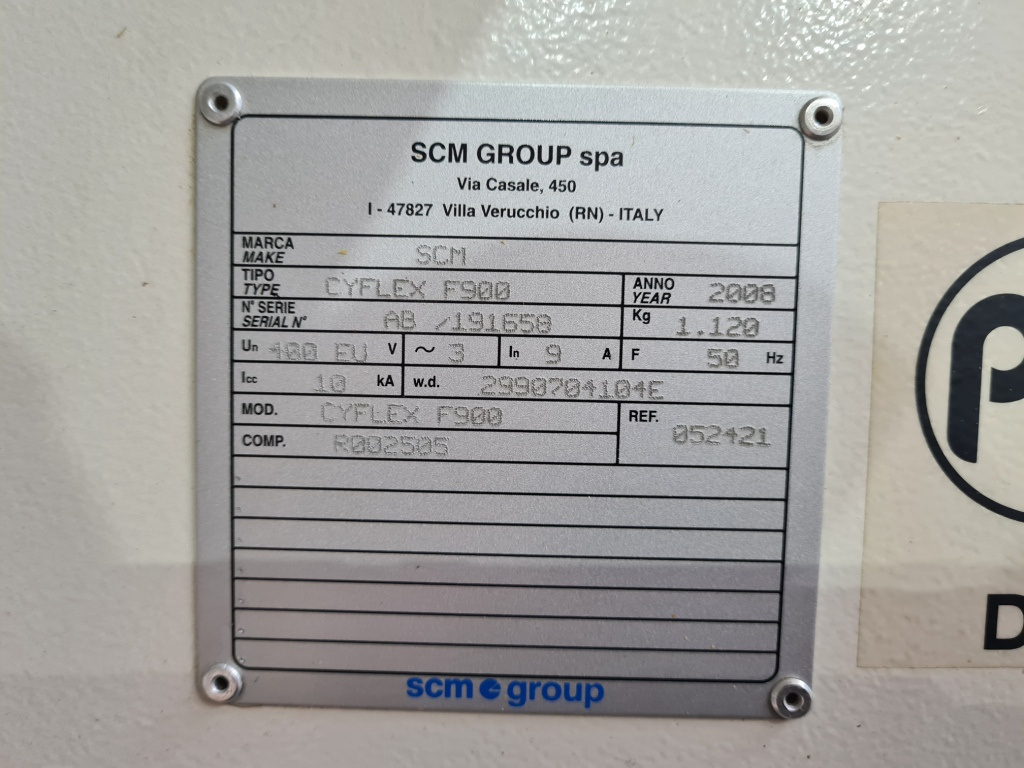 SCM GROUP spa
Via Casale, 450
I - 47827 Villa Verucchio (RN) - ITALY
MARCA
MAKE
SCM
TIPO
TYPE
CYFLEX F900
ANNO
YEAR
2008
N° SERIE
SERIAL N°
AB /191650
Kg
1.120
Un 400 EU V ~ 3 In 9 A F 50 Hz
Icc 10 kA w.d. 2990704104E
MOD. CYFLEX F900
REF.
052421
COMP. R002505
scm group
D